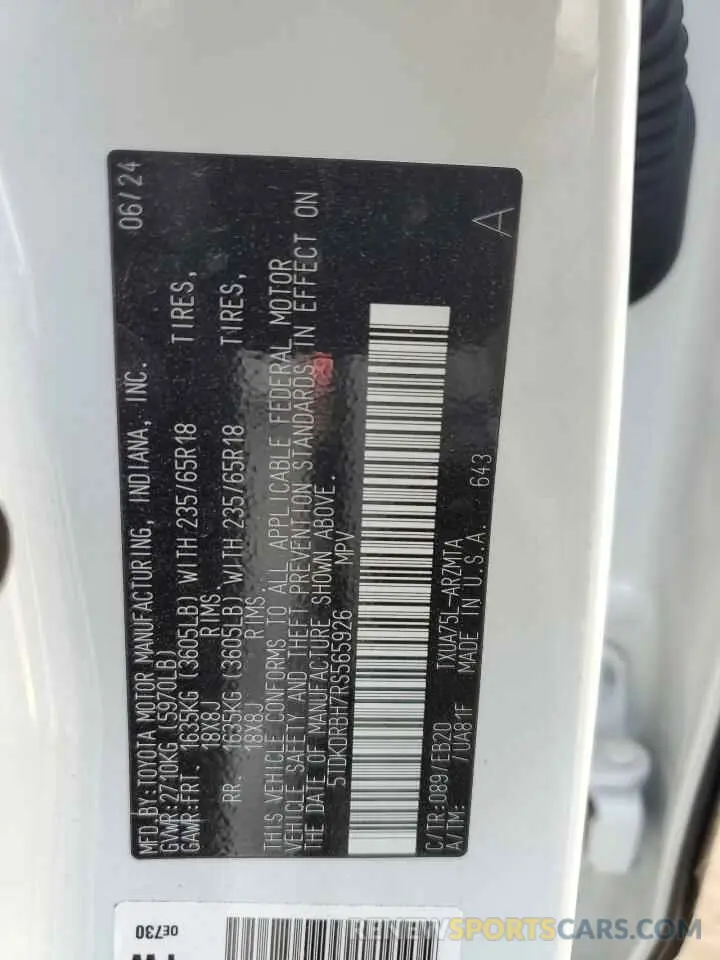 MFD. BY: TOYOTA MOTOR MANUFACTURING, INDIANA, INC. 06/24
GVWR: 2710KG (5970LB)
GAWR: FRT 1635KG (3605LB) WITH 235/65R18 TIRES,
18X8J RIMS,
RR. 1635KG (3605LB) WITH 235/65R18 TIRES,
18X8J RIMS.
THIS VEHICLE CONFORMS TO ALL APPLICABLE FEDERAL MOTOR
VEHICLE SAFETY AND THEFT PREVENTION STANDARDS IN EFFECT ON
THE DATE OF MANUFACTURE SHOWN ABOVE.
5TDKDRBH7RS565926 MPV
C/TR: 089/EB20 TXUA75L-ARZMTA A
A/TM: /UA81F MADE IN U.S.A. 643
0E730
RENEWSPORTSCARS.COM